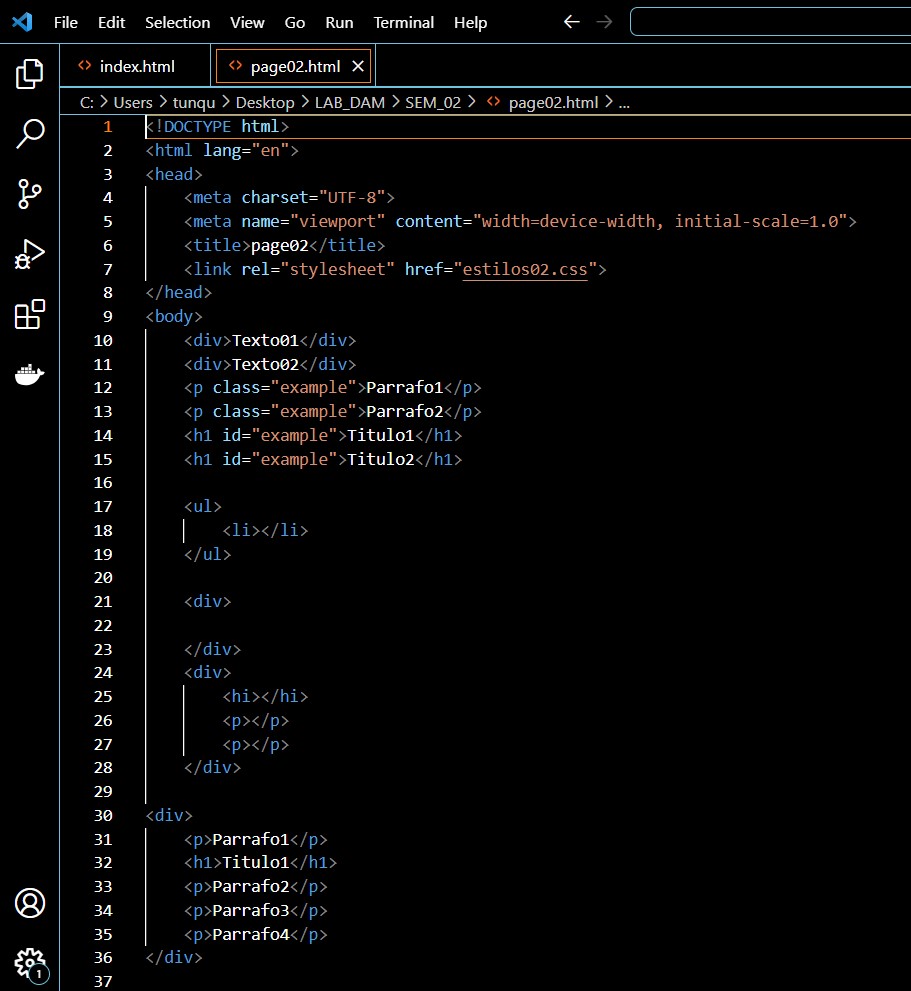 File Edit Selection View Go Run Terminal Help
index.html page02.html
C: > Users > tunqu > Desktop > LAB_DAM > SEM_02 > page02.html > ...
1 <!DOCTYPE html>
2 <html lang="en">
3 <head>
4 <meta charset="UTF-8">
5 <meta name="viewport" content="width=device-width, initial-scale=1.0">
6 <title>page02</title>
7 <link rel="stylesheet" href="estilos02.css">
8 </head>
9 <body>
10 <div>Texto01</div>
11 <div>Texto02</div>
12 <p class="example">Parrafo1</p>
13 <p class="example">Parrafo2</p>
14 <h1 id="example">Titulo1</h1>
15 <h1 id="example">Titulo2</h1>
16
17 <ul>
18 <li></li>
19 </ul>
20
21 <div>
22
23 </div>
24 <div>
25 <hi></hi>
26 <p></p>
27 <p></p>
28 </div>
29
30 <div>
31 <p>Parrafo1</p>
32 <h1>Titulo1</h1>
33 <p>Parrafo2</p>
34 <p>Parrafo3</p>
35 <p>Parrafo4</p>
36 </div>
37
1